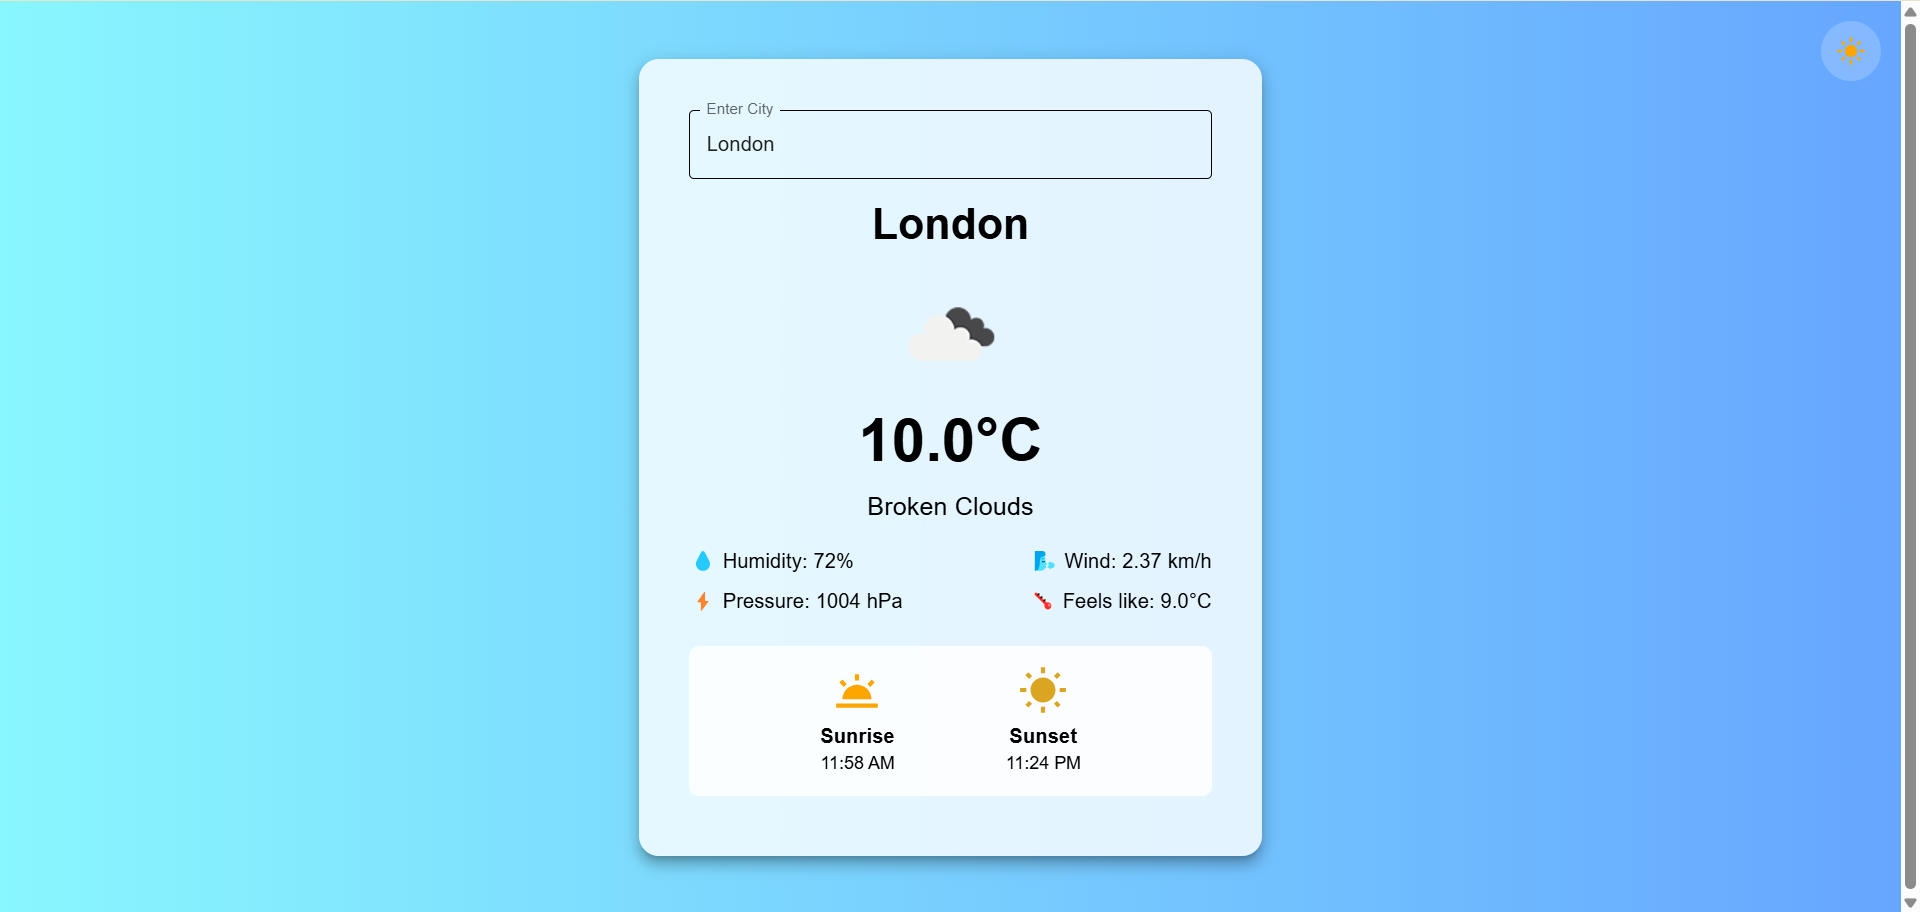 Enter City
London
London
10.0°C
Broken Clouds
Humidity: 72%
Wind: 2.37 km/h
Pressure: 1004 hPa
Feels like: 9.0°C
Sunrise
11:58 AM
Sunset
11:24 PM